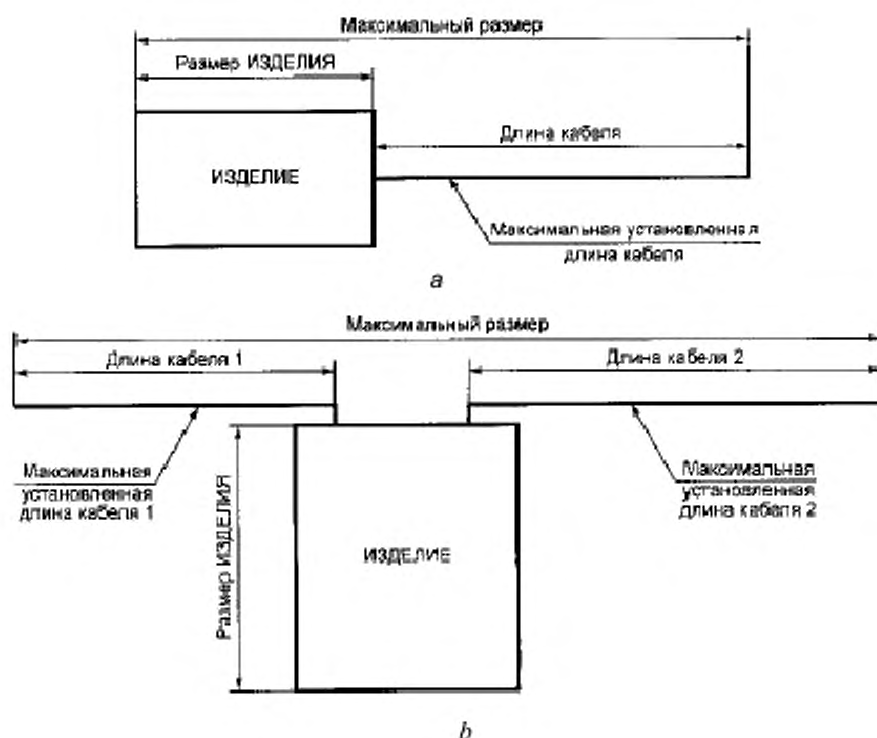 Максимальный размер
Размер ИЗДЕЛИЯ
Длина кабеля
ИЗДЕЛИЕ
Максимальная установленная
длина кабеля
a
Максимальный размер
Длина кабеля 1
Длина кабеля 2
Максимальная
установленная
длина кабеля 1
Максимальная
установленная
длина кабеля 2
Размер ИЗДЕЛИЯ
ИЗДЕЛИЕ
b